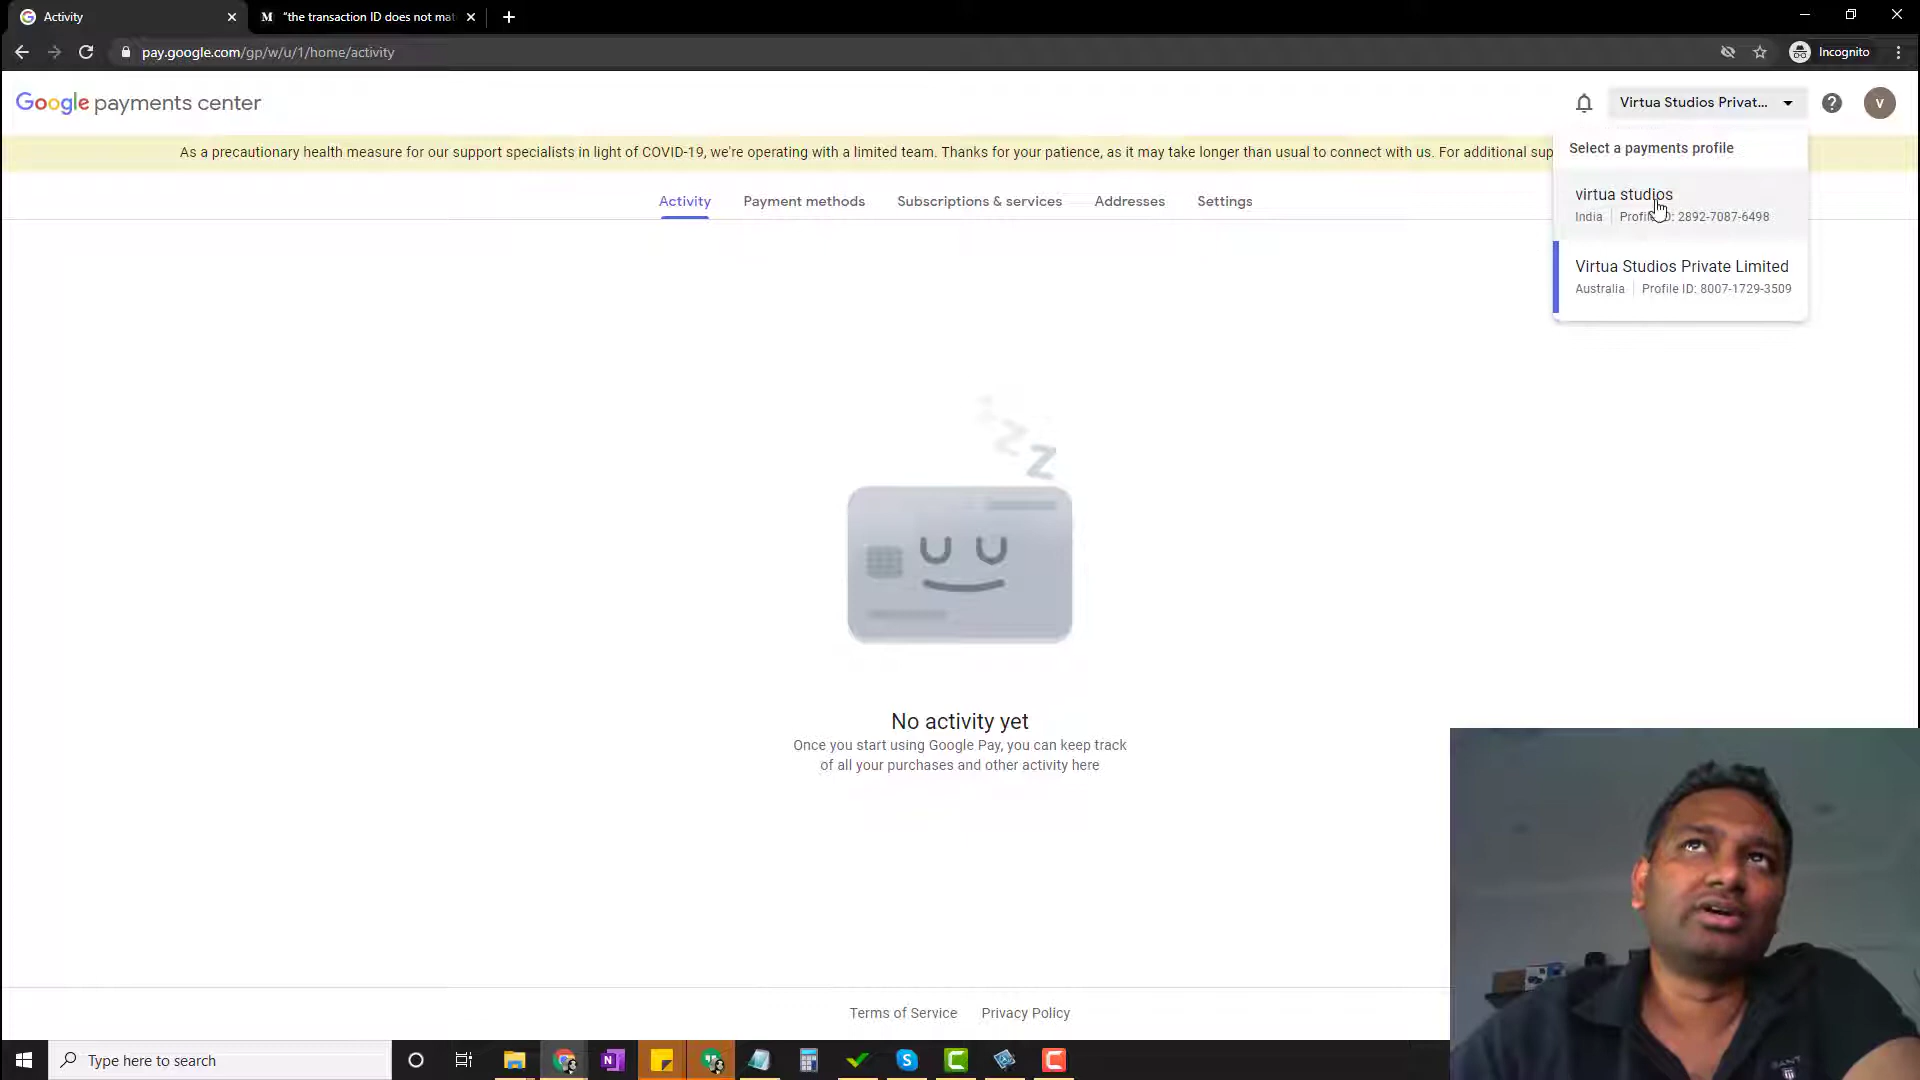 Activity
"the transaction ID does not mat
pay.google.com/gp/w/u/1/home/activity
Incognito
Google payments center
Virtua Studios Privat...
V
As a precautionary health measure for our support specialists in light of COVID-19, we're operating with a limited team. Thanks for your patience, as it may take longer than usual to connect with us. For additional sup
Select a payments profile
Activity
Payment methods
Subscriptions & services
Addresses
Settings
virtua studios
India
Profile ID: 2892-7087-6498
Virtua Studios Private Limited
Australia
Profile ID: 8007-1729-3509
No activity yet
Once you start using Google Pay, you can keep track
of all your purchases and other activity here
Terms of Service
Privacy Policy
Type here to search